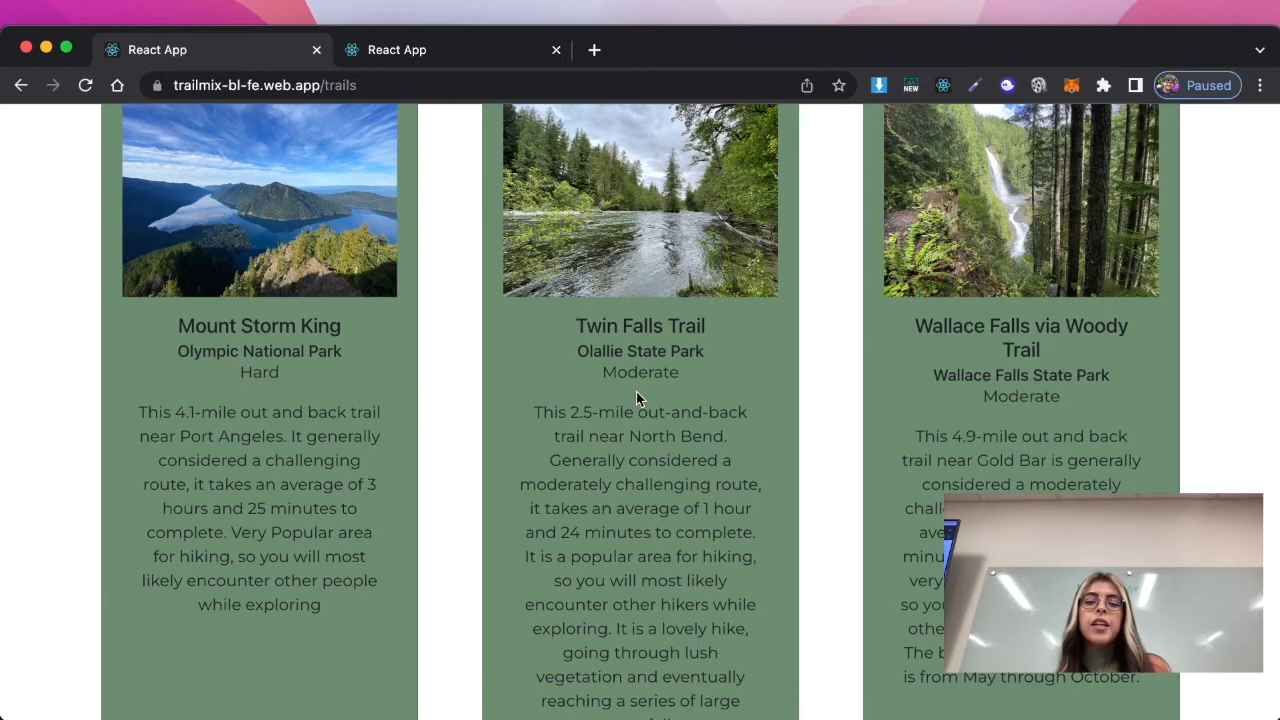 React App
React App
trailmix-bl-fe.web.app/trails
NEW
Paused
Mount Storm King
Olympic National Park
Hard
This 4.1-mile out and back trail
near Port Angeles. It generally
considered a challenging
route, it takes an average of 3
hours and 25 minutes to
complete. Very Popular area
for hiking, so you will most
likely encounter other people
while exploring
Twin Falls Trail
Olallie State Park
Moderate
This 2.5-mile out-and-back
trail near North Bend.
Generally considered a
moderately challenging route,
it takes an average of 1 hour
and 24 minutes to complete.
It is a popular area for hiking,
so you will most likely
encounter other hikers while
exploring. It is a lovely hike,
going through lush
vegetation and eventually
reaching a series of large
Wallace Falls via Woody
Trail
Wallace Falls State Park
Moderate
This 4.9-mile out and back
trail near Gold Bar is generally
considered a moderately
is from May through October.